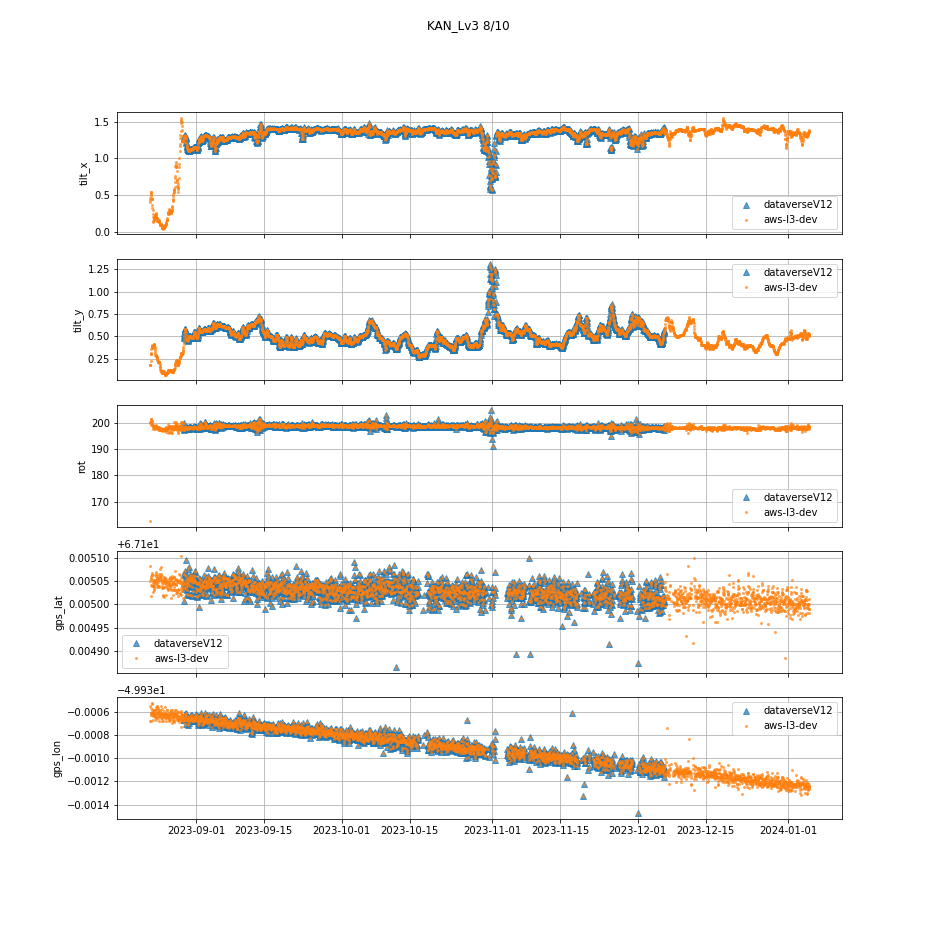 KAN_Lv3 8/10
1.5
1.0
0.5
0.0
tilt_x
dataverseV12
aws-l3-dev
1.25
1.00
0.75
0.50
0.25
tilt_y
dataverseV12
aws-l3-dev
200
190
180
170
rot
dataverseV12
aws-l3-dev
+6.71e1
0.00510
0.00505
0.00500
0.00495
0.00490
gps_lat
dataverseV12
aws-l3-dev
−4.993e1
−0.0006
−0.0008
−0.0010
−0.0012
−0.0014
gps_lon
dataverseV12
aws-l3-dev
2023-09-01 2023-09-15 2023-10-01 2023-10-15 2023-11-01 2023-11-15 2023-12-01 2023-12-15 2024-01-01